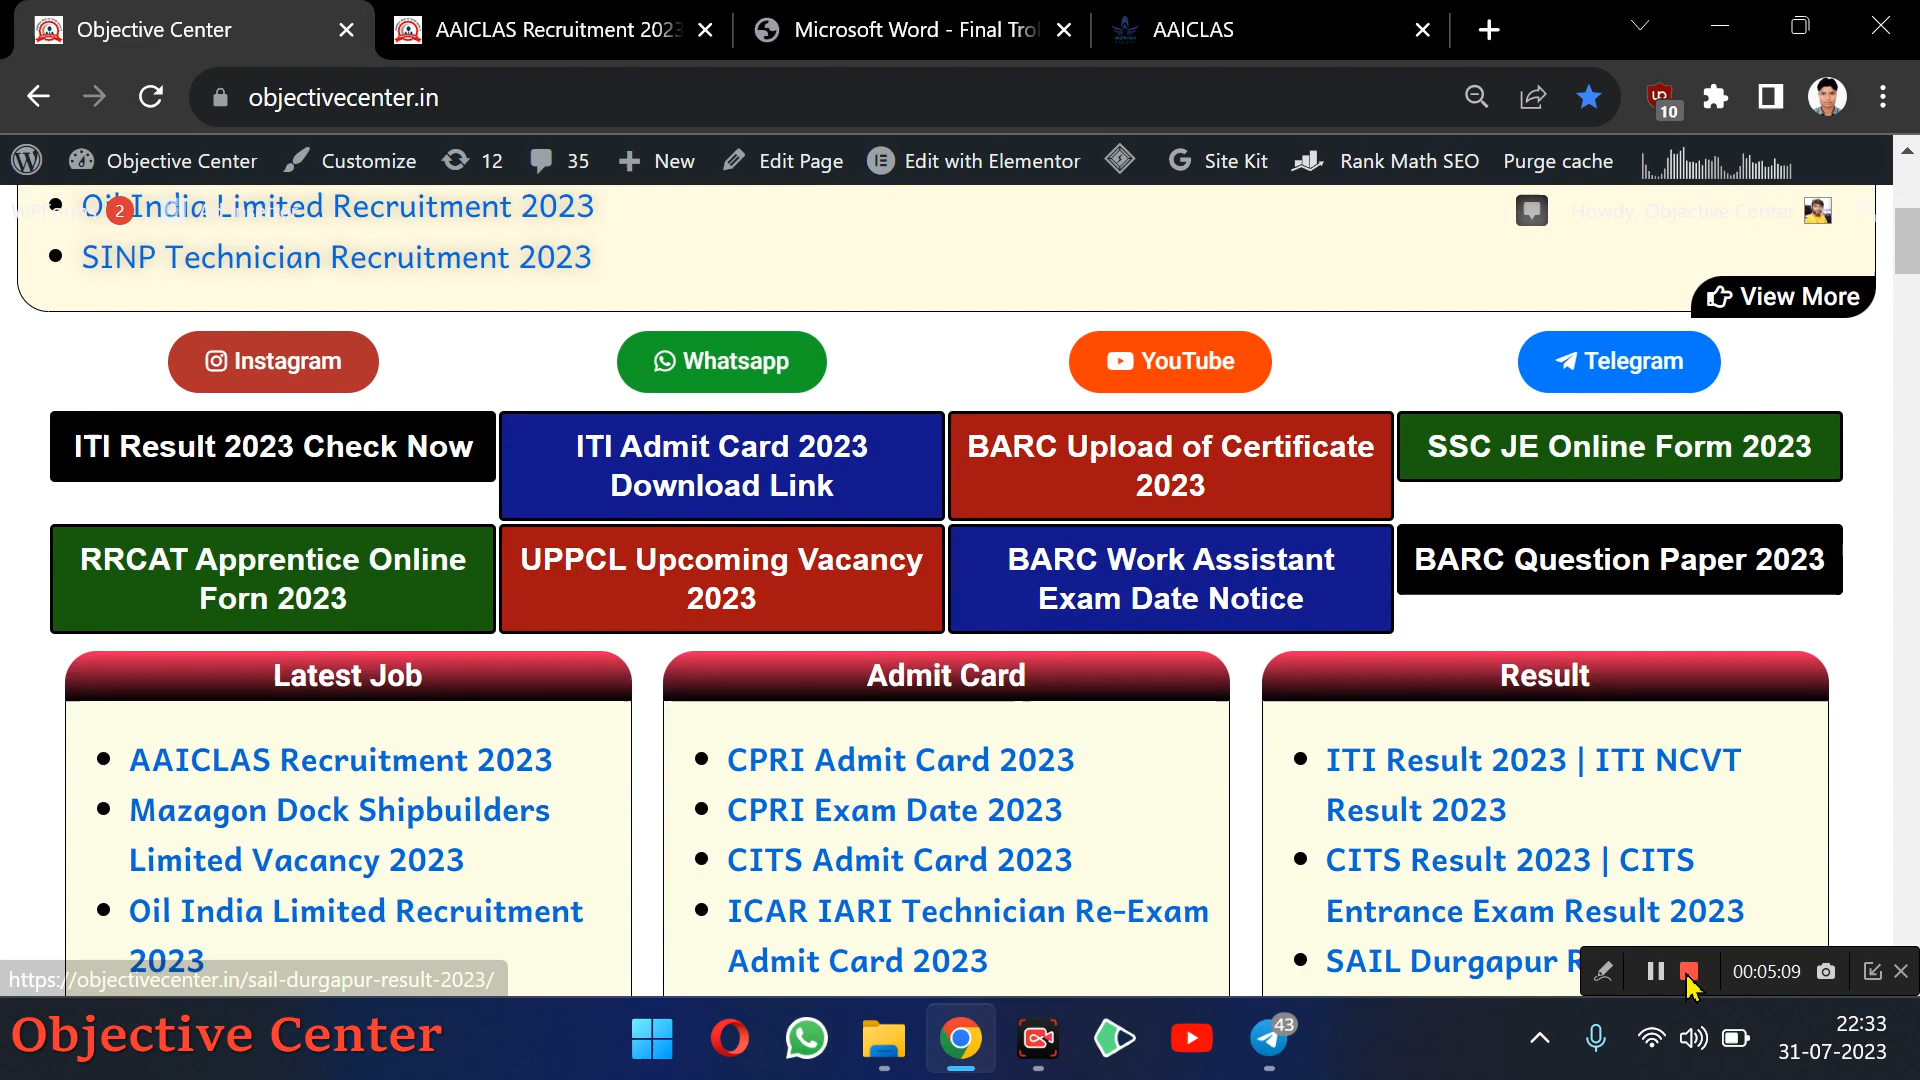 Objective Center
AAICLAS Recruitment 2023
Microsoft Word - Final Trol
AAICLAS
objectivecenter.in
10
Objective Center
Customize
12
35
New
Edit Page
Edit with Elementor
Site Kit
Rank Math SEO
Purge cache
Oil India Limited Recruitment 2023
2
Howdy, Objective Center
SINP Technician Recruitment 2023
View More
Instagram
Whatsapp
YouTube
Telegram
ITI Result 2023 Check Now
ITI Admit Card 2023
Download Link
BARC Upload of Certificate
2023
SSC JE Online Form 2023
RRCAT Apprentice Online
Forn 2023
UPPCL Upcoming Vacancy
2023
BARC Work Assistant
Exam Date Notice
BARC Question Paper 2023
Latest Job
AAICLAS Recruitment 2023
Mazagon Dock Shipbuilders
Limited Vacancy 2023
Oil India Limited Recruitment
2023
Admit Card
CPRI Admit Card 2023
CPRI Exam Date 2023
CITS Admit Card 2023
ICAR IARI Technician Re-Exam
Admit Card 2023
Result
ITI Result 2023 | ITI NCVT
Result 2023
CITS Result 2023 | CITS
Entrance Exam Result 2023
SAIL Durgapur R
00:05:09
https://objectivecenter.in/sail-durgapur-result-2023/
Objective Center
43
22:33
31-07-2023